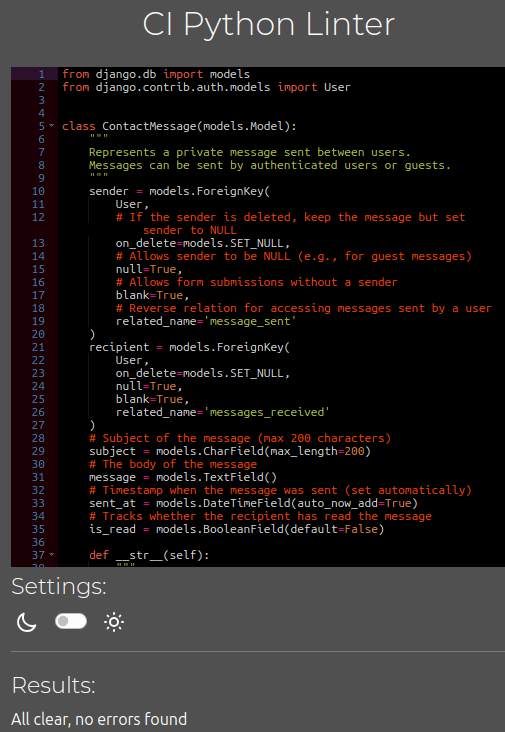 CI Python Linter
1 from django.db import models
2 from django.contrib.auth.models import User
3
4
5 class ContactMessage(models.Model):
6 """
7 Represents a private message sent between users.
8 Messages can be sent by authenticated users or guests.
9 """
10 sender = models.ForeignKey(
11 User,
12 # If the sender is deleted, keep the message but set
sender to NULL
13 on_delete=models.SET_NULL,
14 # Allows sender to be NULL (e.g., for guest messages)
15 null=True,
16 # Allows form submissions without a sender
17 blank=True,
18 # Reverse relation for accessing messages sent by a user
19 related_name='message_sent'
20 )
21 recipient = models.ForeignKey(
22 User,
23 on_delete=models.SET_NULL,
24 null=True,
25 blank=True,
26 related_name='messages_received'
27 )
28 # Subject of the message (max 200 characters)
29 subject = models.CharField(max_length=200)
30 # The body of the message
31 message = models.TextField()
32 # Timestamp when the message was sent (set automatically)
33 sent_at = models.DateTimeField(auto_now_add=True)
34 # Tracks whether the recipient has read the message
35 is_read = models.BooleanField(default=False)
36
37 def __str__(self):
38 """
Settings:
Results:
All clear, no errors found